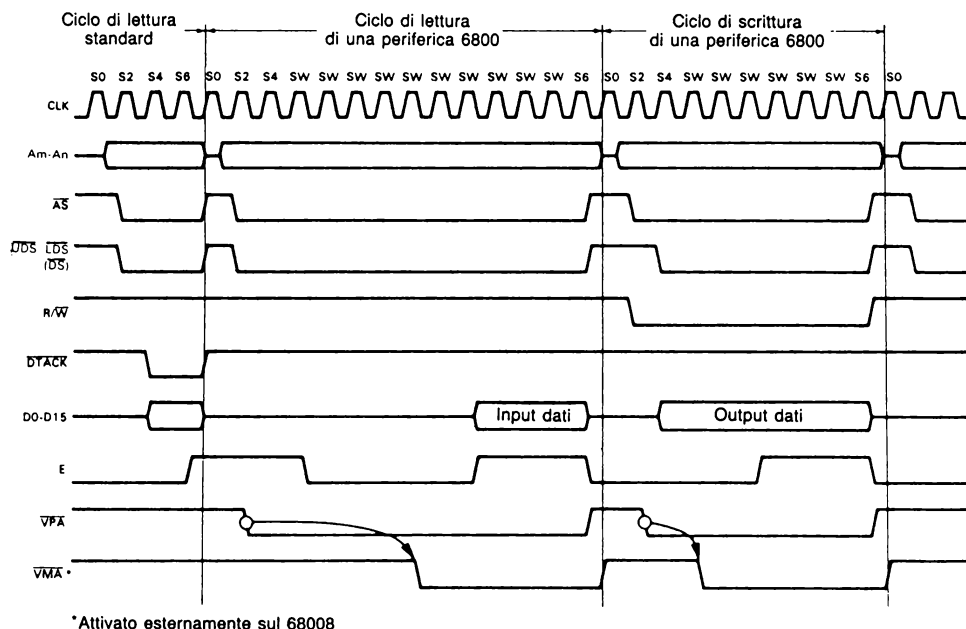 Ciclo di lettura
standard
Ciclo di lettura
di una periferica 6800
Ciclo di scrittura
di una periferica 6800
S0 S2 S4 S6 S0 S2 S4 SW SW SW SW SW SW SW SW SW S6 S0 S2 S4 SW SW SW SW SW SW S6 S0
CLK
Am-An
AS
UDS LDS
(DS)
R/W
DTACK
D0-D15
Input dati
Output dati
E
VPA
VMA *
*Attivato esternamente sul 68008